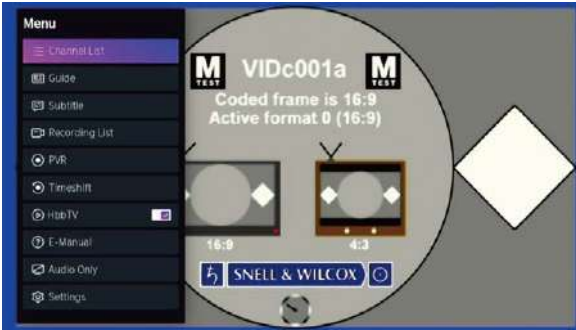 Menu
Channel List
Guide
Subtitle
Recording List
PVR
Timeshift
HbbTV
E-Manual
Audio Only
Settings
M
TEST
VIDc001a
M
TEST
Coded frame is 16:9
Active format 0 (16:9)
16:9
4:3
SNELL & WILCOX